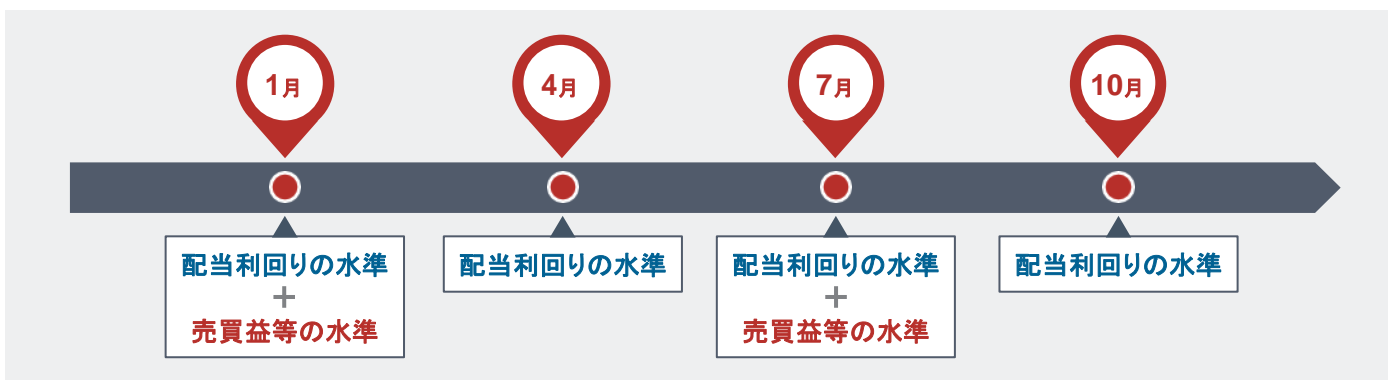 1月
4月
7月
10月
配当利回りの水準
+
売買益等の水準
配当利回りの水準
配当利回りの水準
+
売買益等の水準
配当利回りの水準